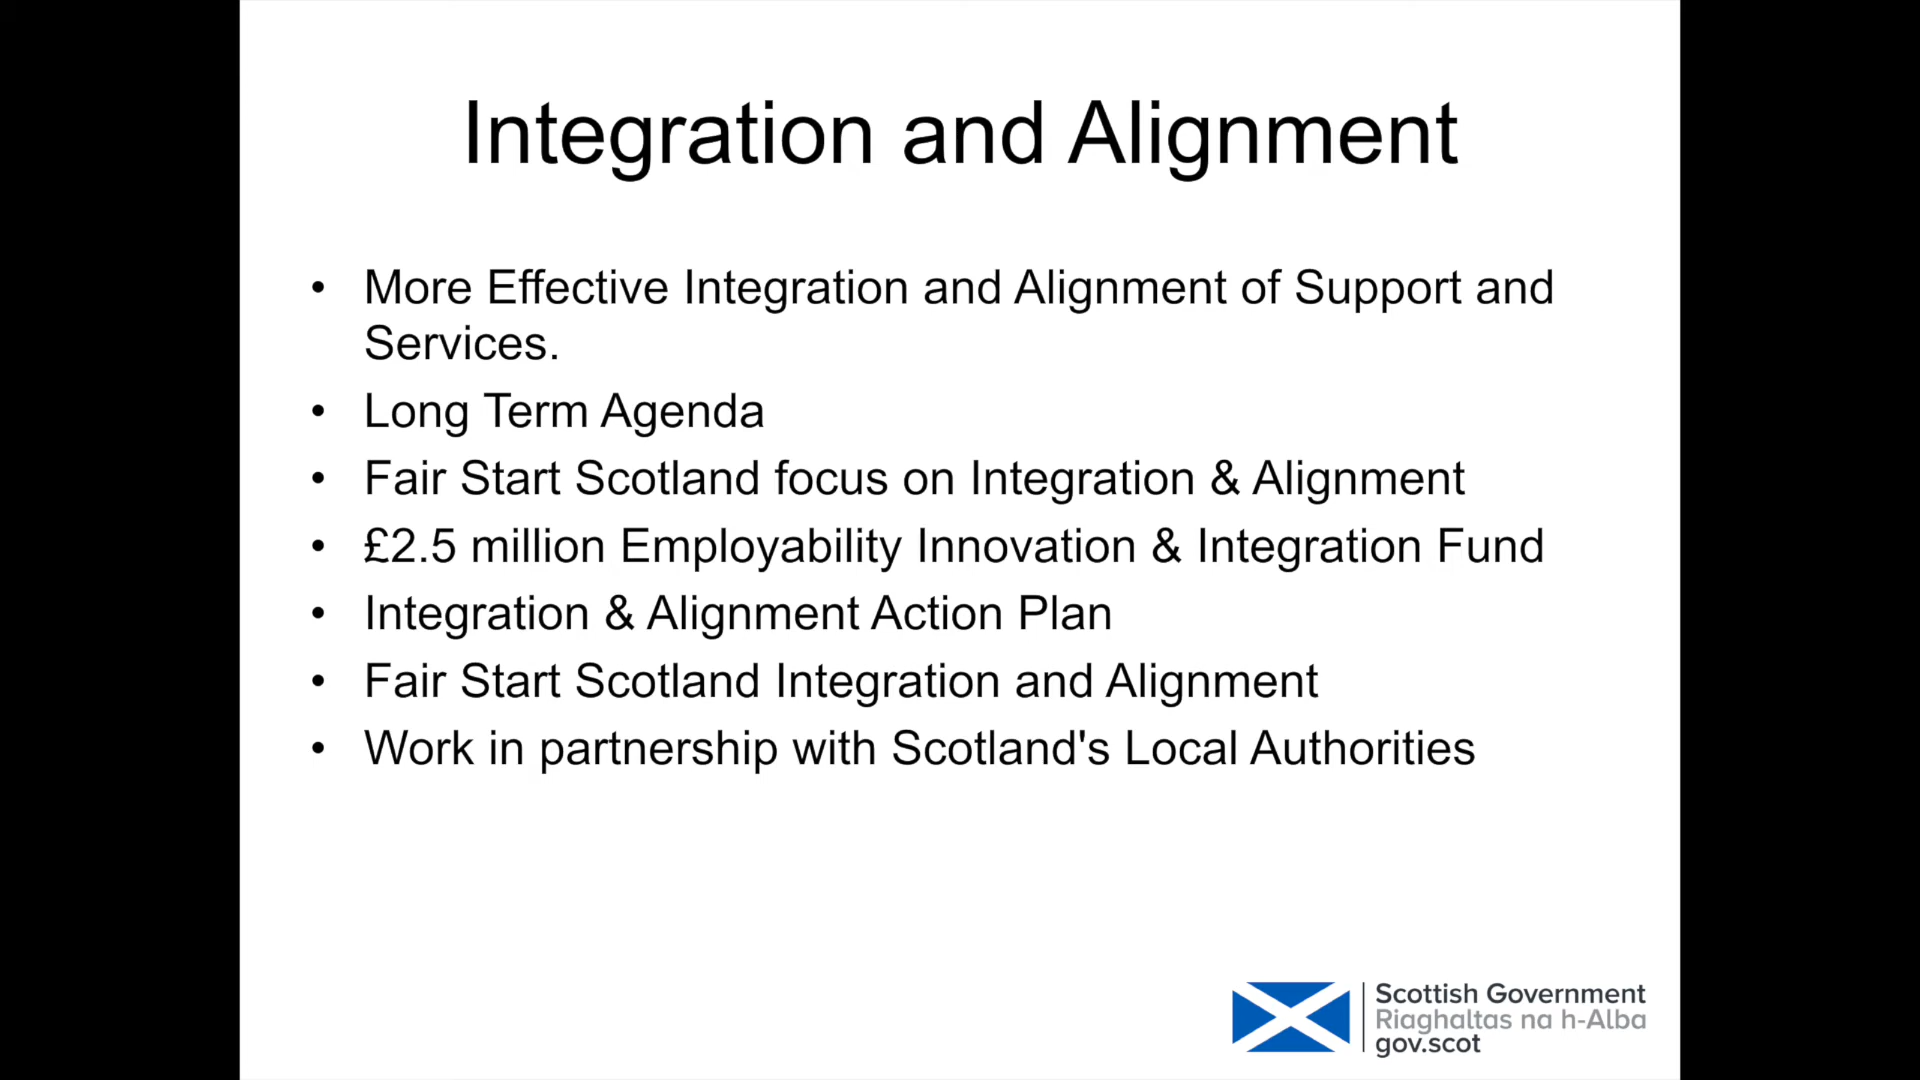 Integration and Alignment
• More Effective Integration and Alignment of Support and
Services.
• Long Term Agenda
• Fair Start Scotland focus on Integration & Alignment
• £2.5 million Employability Innovation & Integration Fund
• Integration & Alignment Action Plan
• Fair Start Scotland Integration and Alignment
• Work in partnership with Scotland's Local Authorities
Scottish Government
Riaghaltas na h-Alba
gov.scot